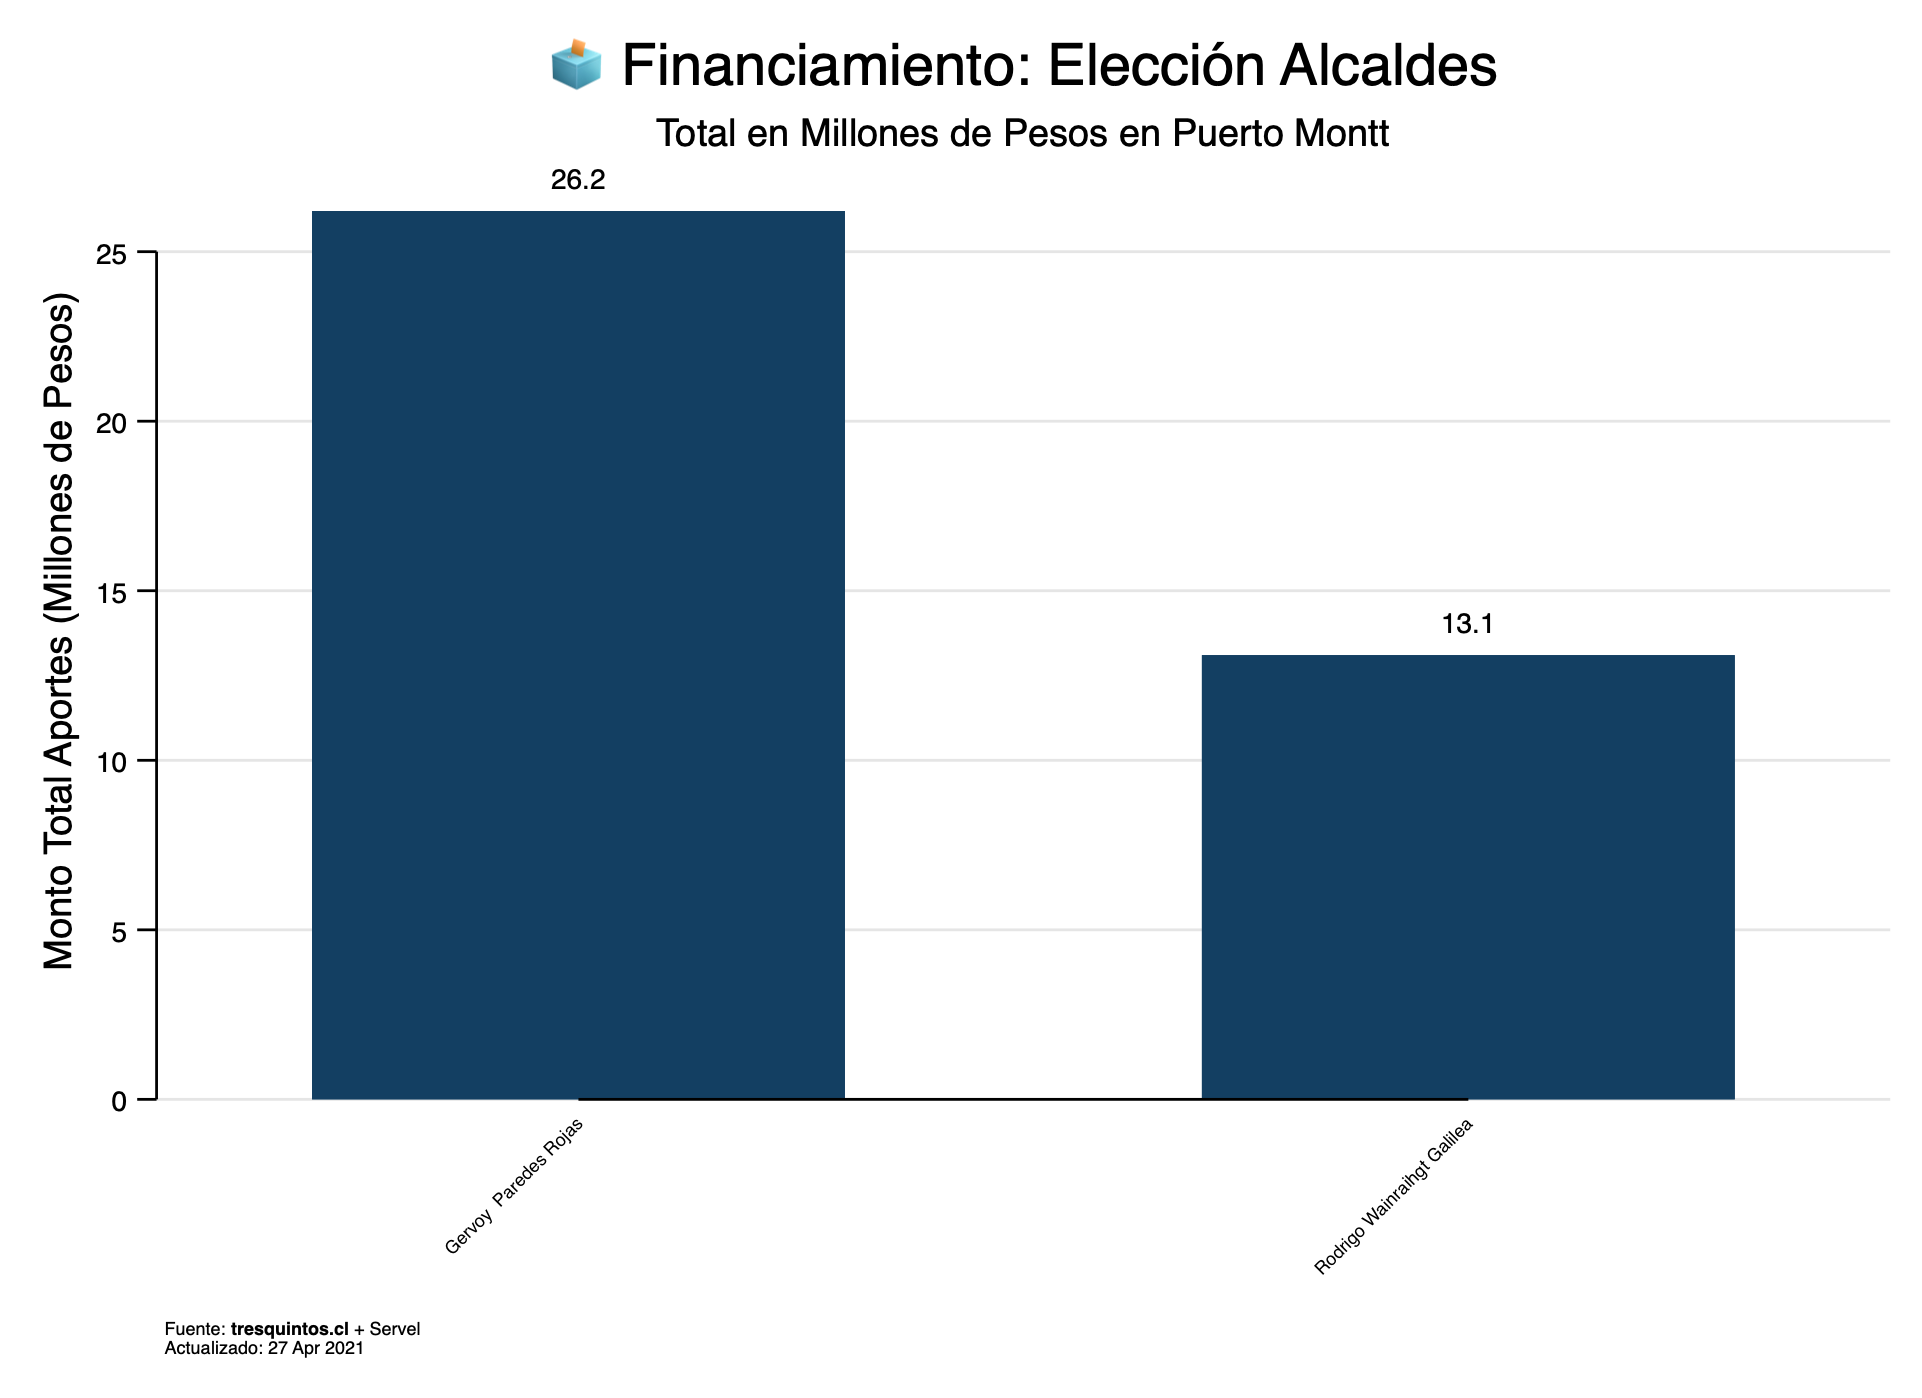 Financiamiento: Elección Alcaldes
Total en Millones de Pesos en Puerto Montt
26.2
13.1
Monto Total Aportes (Millones de Pesos)
25
20
15
10
5
0
Gervoy  Paredes Rojas
Rodrigo Wainraihgt Galilea
Fuente: tresquintos.cl + Servel
Actualizado: 27 Apr 2021